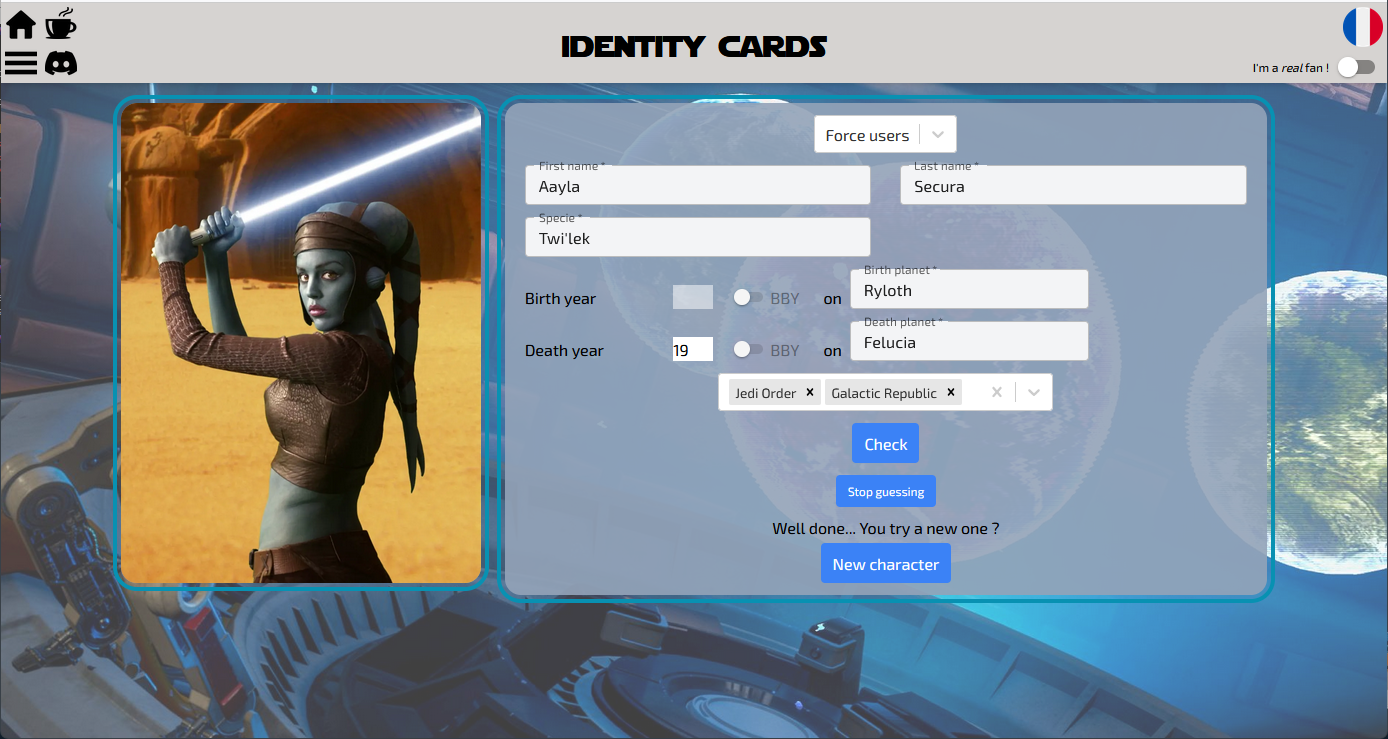 IDENTITY CARDS
I'm a real fan !
Force users
First name *
Aayla
Last name *
Secura
Specie *
Twi'lek
Birth year BBY on
Birth planet *
Ryloth
Death year 19 BBY on
Death planet *
Felucia
Jedi Order Galactic Republic
Check
Stop guessing
Well done... You try a new one ?
New character